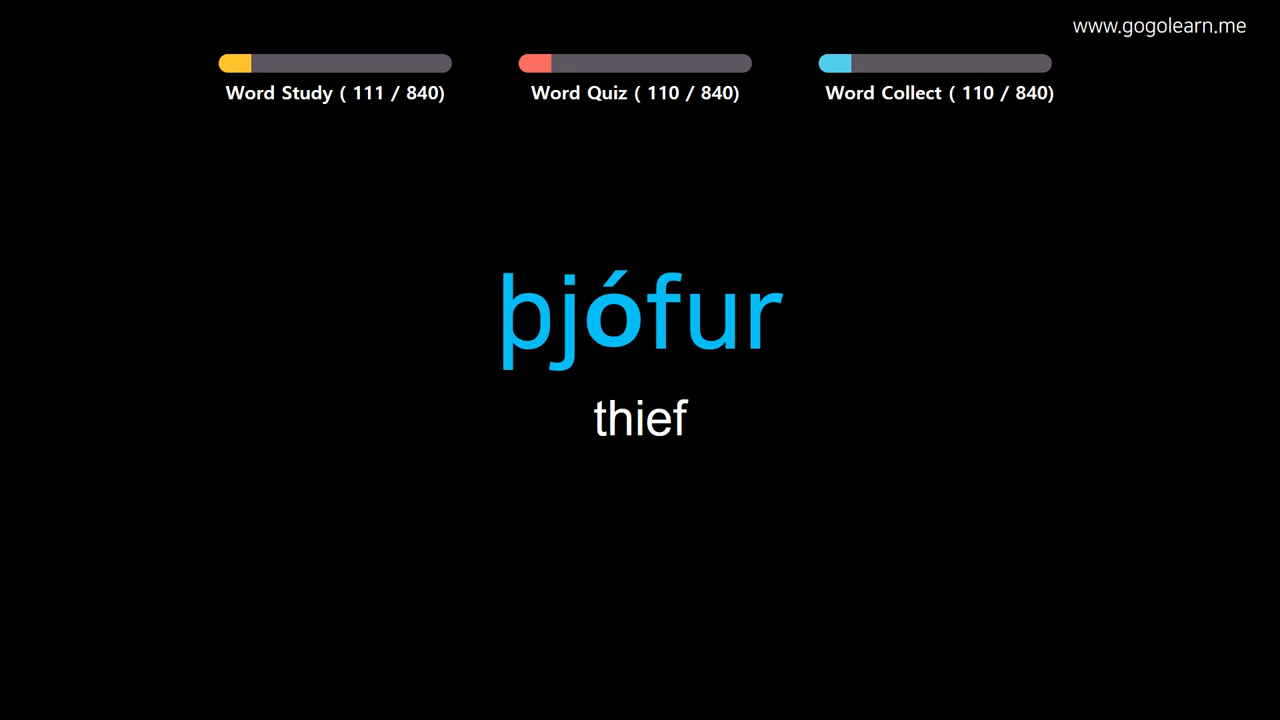 www.gogolearn.me
Word Study ( 111 / 840)
Word Quiz ( 110 / 840)
Word Collect ( 110 / 840)
þjófur
thief